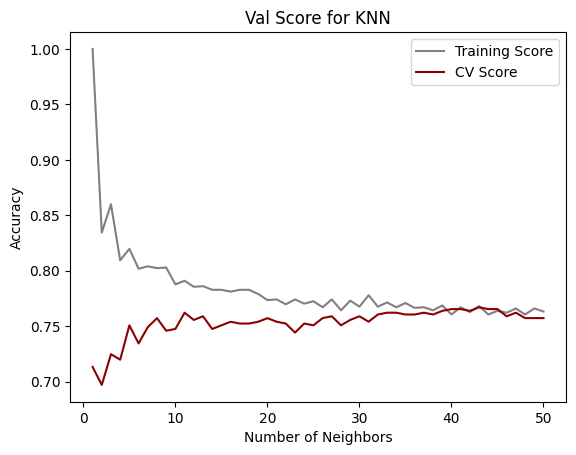 Val Score for KNN
Training Score
CV Score
1.00
0.95
0.90
0.85
0.80
0.75
0.70
Accuracy
0
10
20
30
40
50
Number of Neighbors